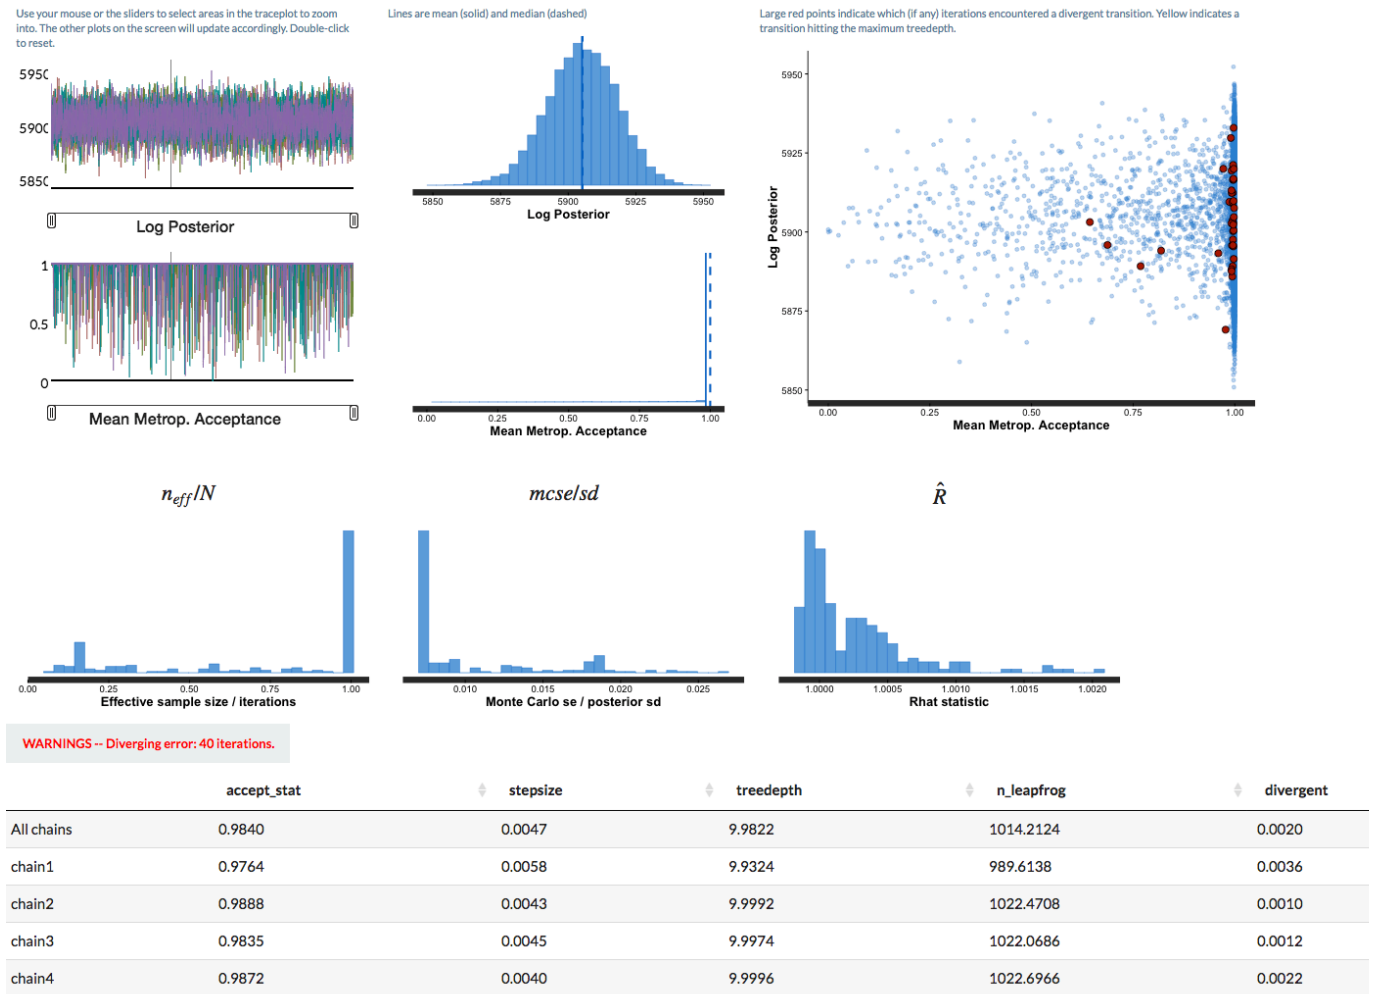 Use your mouse or the sliders to select areas in the traceplot to zoom
into. The other plots on the screen will update accordingly. Double-click
to reset.
5950
5900
5850
Log Posterior
1
0.5
0
Mean Metrop. Acceptance
Lines are mean (solid) and median (dashed)
5850 5875 5900 5925 5950
Log Posterior
0.00 0.25 0.50 0.75 1.00
Mean Metrop. Acceptance
Large red points indicate which (if any) iterations encountered a divergent transition. Yellow indicates a
transition hitting the maximum treedepth.
5950
5925
5900
5875
5850
Log Posterior
0.00 0.25 0.50 0.75 1.00
Mean Metrop. Acceptance
n_eff/N
0.00 0.25 0.50 0.75 1.00
Effective sample size / iterations
mcse/sd
0.010 0.015 0.020 0.025
Monte Carlo se / posterior sd
R̂
1.0000 1.0005 1.0010 1.0015 1.0020
Rhat statistic
WARNINGS -- Diverging error: 40 iterations.
accept_stat stepsize treedepth n_leapfrog divergent
All chains 0.9840 0.0047 9.9822 1014.2124 0.0020
chain1 0.9764 0.0058 9.9324 989.6138 0.0036
chain2 0.9888 0.0043 9.9992 1022.4708 0.0010
chain3 0.9835 0.0045 9.9974 1022.0686 0.0012
chain4 0.9872 0.0040 9.9996 1022.6966 0.0022